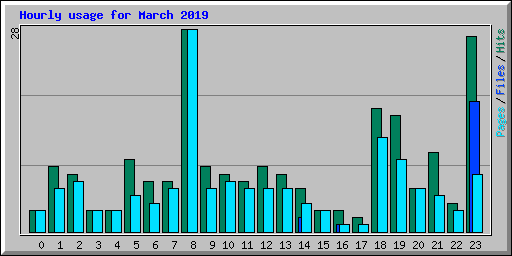 Hourly usage for March 2019
28
Pages / Files / Hits
0 1 2 3 4 5 6 7 8 9 10 11 12 13 14 15 16 17 18 19 20 21 22 23